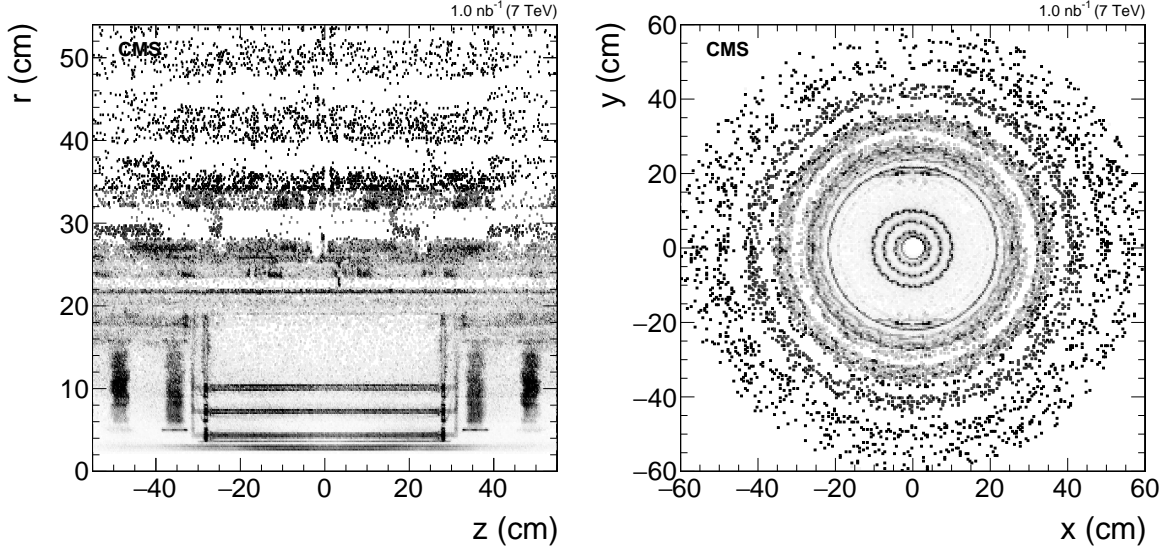 1.0 nb⁻¹ (7 TeV)
CMS
r (cm)
50
40
30
20
10
0
−40 −20 0 20 40
z (cm)
1.0 nb⁻¹ (7 TeV)
CMS
y (cm)
60
40
20
0
−20
−40
−60
−60 −40 −20 0 20 40 60
x (cm)